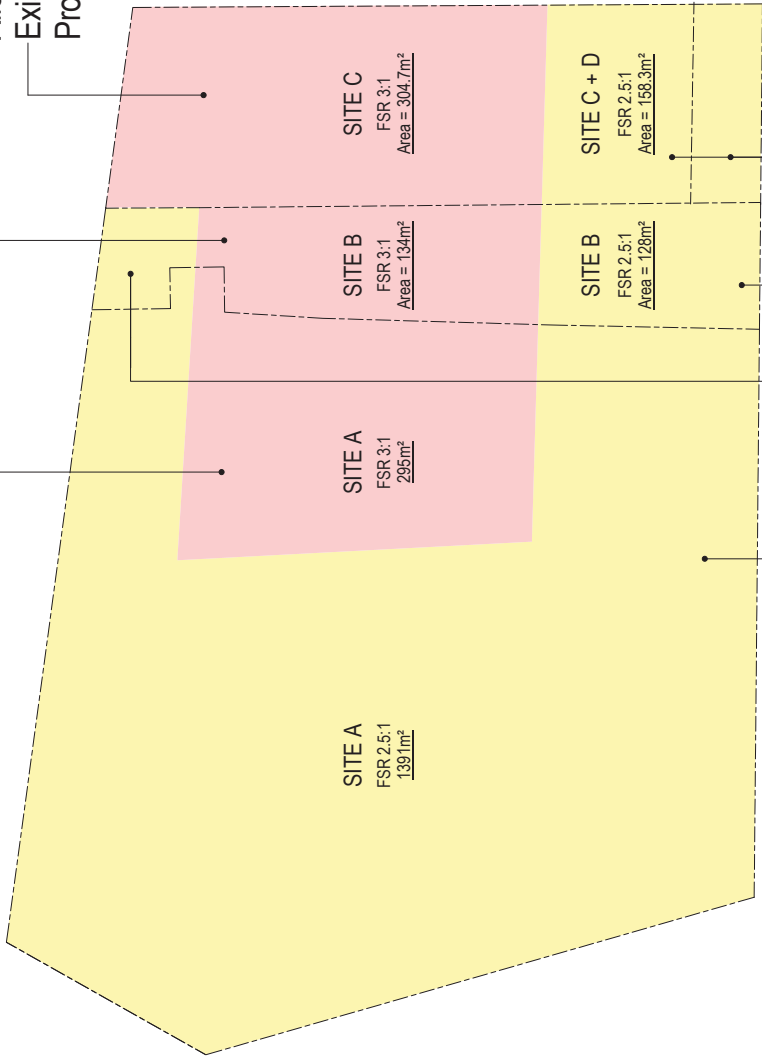 Exi
Pro
SITE C
FSR 3:1
Area = 304.7m²
SITE C + D
FSR 2.5:1
Area = 158.3m²
SITE B
FSR 3:1
Area = 134m²
SITE B
FSR 2.5:1
Area = 128m²
SITE A
FSR 3:1
295m²
SITE A
FSR 2.5:1
1391m²